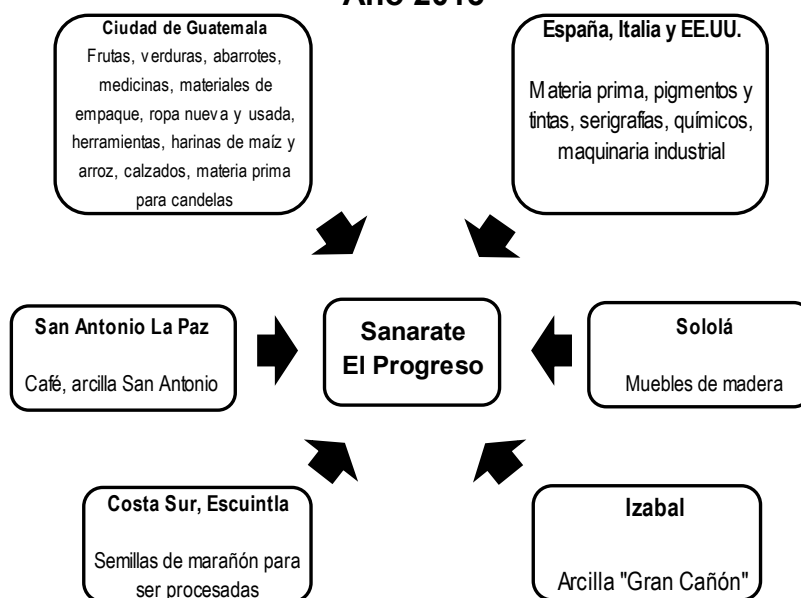 Ciudad de Guatemala
Frutas, verduras, abarrotes,
medicinas, materiales de
empaque, ropa nueva y usada,
herramientas, harinas de maíz y
arroz, calzados, materia prima
para candelas
España, Italia y EE.UU.
Materia prima, pigmentos y
tintas, serigrafías, químicos,
maquinaria industrial
San Antonio La Paz
Café, arcilla San Antonio
Sanarate
El Progreso
Sololá
Muebles de madera
Costa Sur, Escuintla
Semillas de marañón para
ser procesadas
Izabal
Arcilla "Gran Cañón"